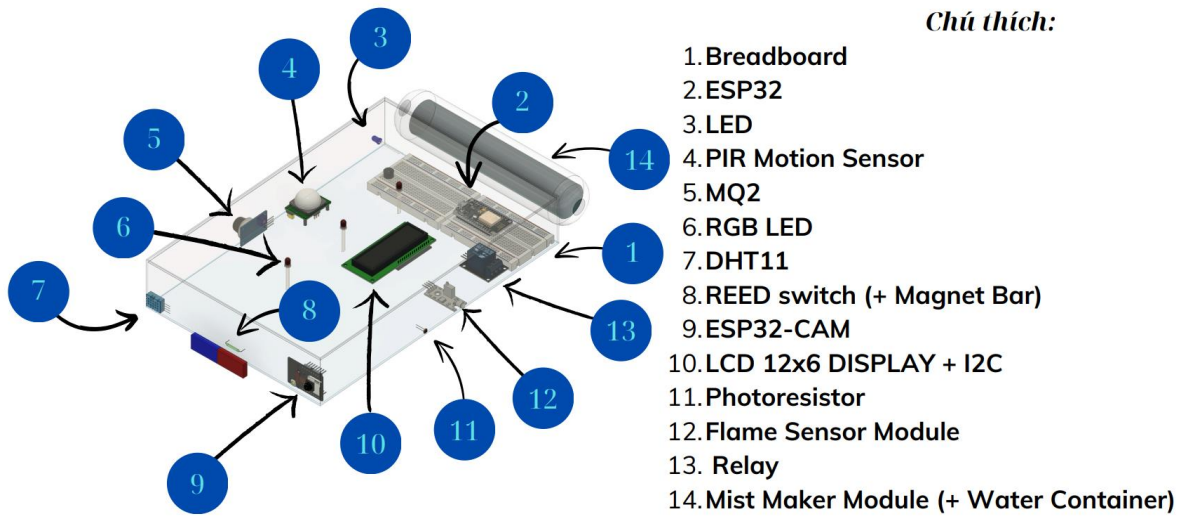 Chú thích:
1. Breadboard
2. ESP32
3. LED
4. PIR Motion Sensor
5. MQ2
6. RGB LED
7. DHT11
8. REED switch (+ Magnet Bar)
9. ESP32-CAM
10. LCD 12x6 DISPLAY + I2C
11. Photoresistor
12. Flame Sensor Module
13. Relay
14. Mist Maker Module (+ Water Container)
3
4
2
5
14
6
1
7
8
13
12
11
10
9